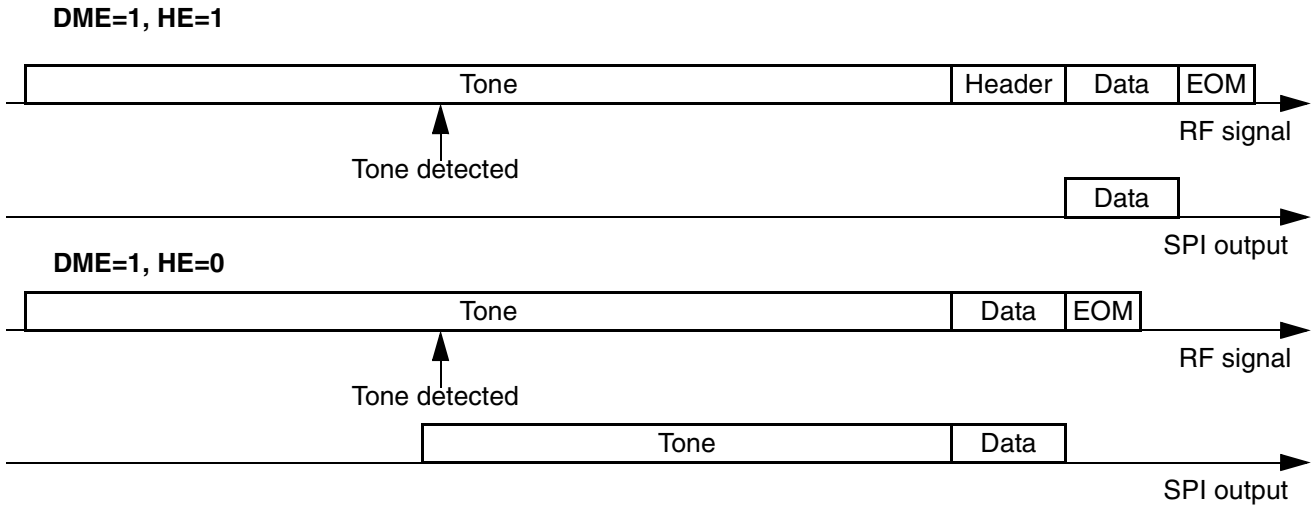 DME=1, HE=1
Tone Header Data EOM
RF signal
Tone detected
Data
SPI output
DME=1, HE=0
Tone Data EOM
RF signal
Tone detected
Tone Data
SPI output